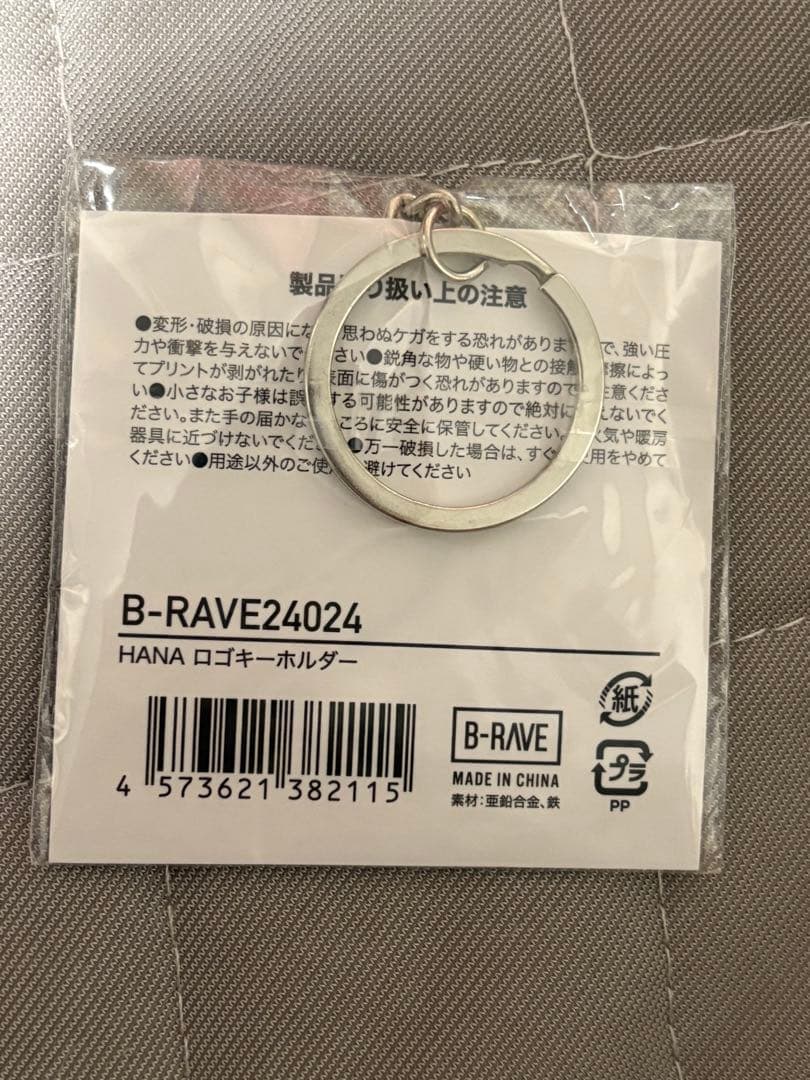 製品 り扱い上の注意
●変形・破損の原因にな 思わぬケガをする恐れがありま で、強い圧
力や衝撃を与えないで さい●鋭角な物や硬い物との接触 摩擦によっ
てプリントが剥がれたり 表面に傷がつく恐れがありますので 注意くださ
い●小さなお子様は誤 する可能性がありますので絶対に えないでく
ださい。また手の届かな ころに安全に保管してください。 気や暖房
器具に近づけないでくだ ●万一破損した場合は、すぐ 使用をやめて
ください●用途以外のご使 避けてください
B-RAVE24024
HANA ロゴキーホルダー
4 573621 382115
B-RAVE
MADE IN CHINA
素材:亜鉛合金、鉄
紙
プラ
PP